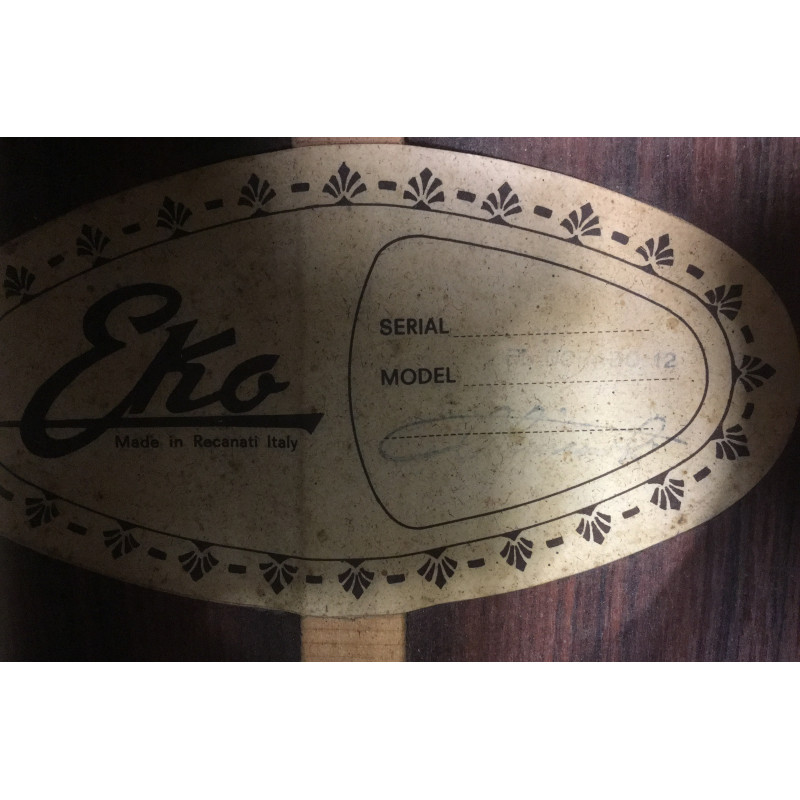 Eko
Made in Recanati Italy
SERIAL
MODEL